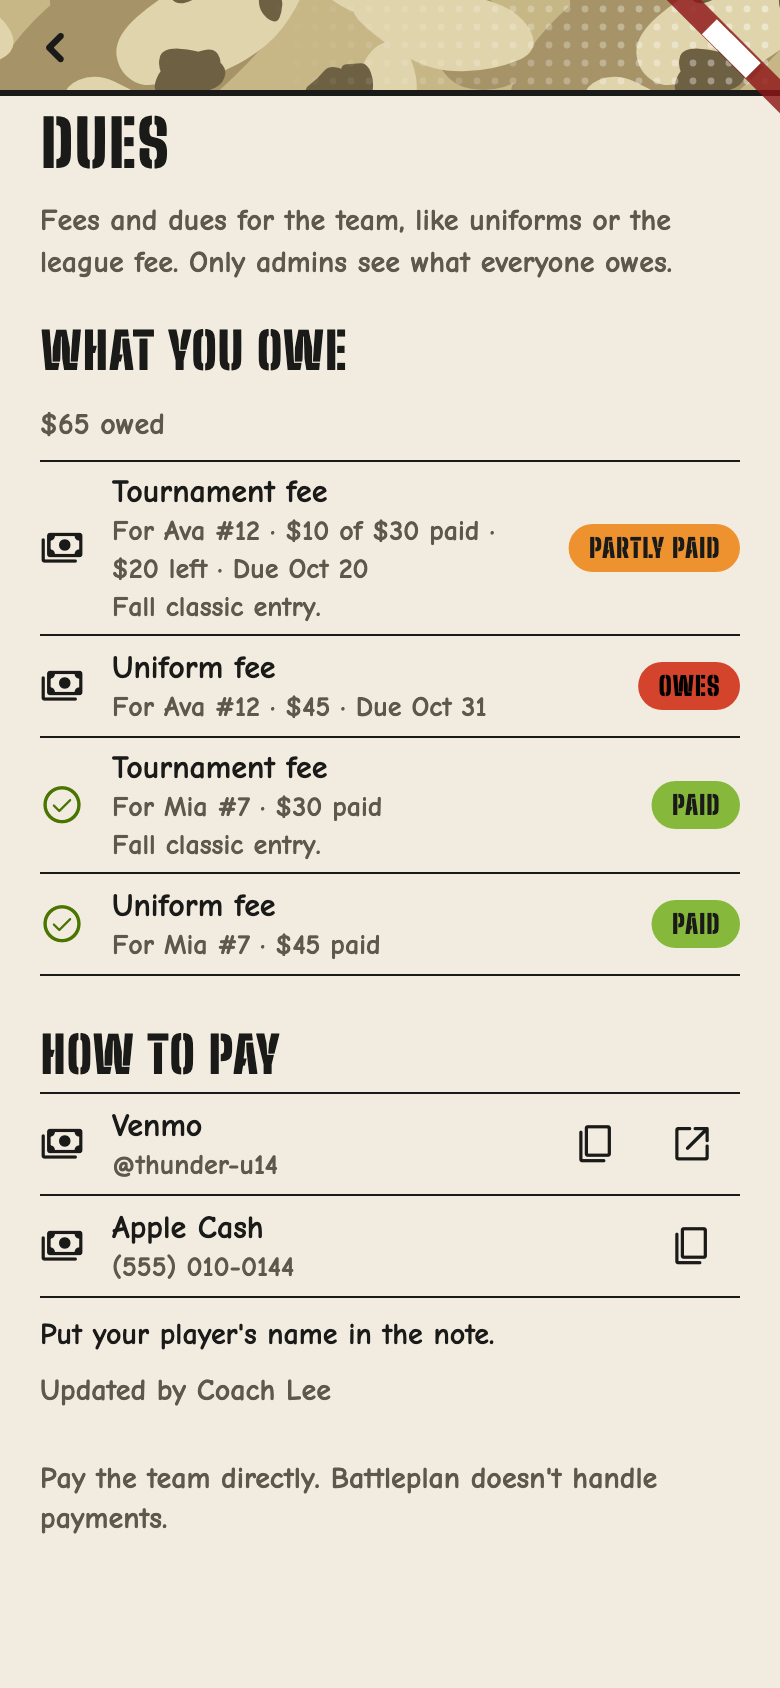 DUES
Fees and dues for the team, like uniforms or the
league fee. Only admins see what everyone owes.
WHAT YOU OWE
$65 owed
Tournament fee
For Ava #12 · $10 of $30 paid ·
$20 left · Due Oct 20
Fall classic entry.
PARTLY PAID
Uniform fee
For Ava #12 · $45 · Due Oct 31
OWES
Tournament fee
For Mia #7 · $30 paid
Fall classic entry.
PAID
Uniform fee
For Mia #7 · $45 paid
PAID
HOW TO PAY
Venmo
@thunder-u14
Apple Cash
(555) 010-0144
Put your player's name in the note.
Updated by Coach Lee
Pay the team directly. Battleplan doesn't handle
payments.